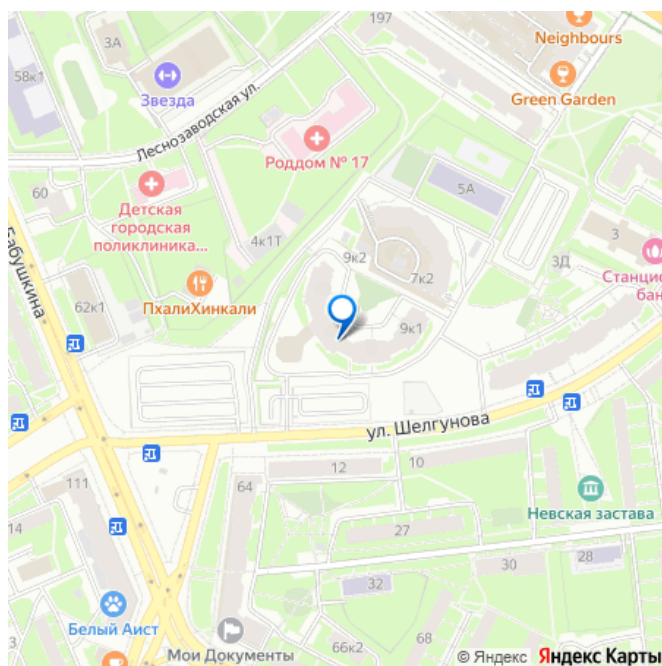 197
Neighbours
3А
58к1
Звезда
Green Garden
Леснозаводская ул.
Роддом № 17
5А
Детская
городская
поликлиника...
60
4к1Т
9к2
7к2
3Д
3
Станцио
бан
Бабушкина
62к1
ПхалиХинкали
9к1
ул. Шелгунова
12
10
111
64
Невская застава
14
27
28
30
32
Белый Аист
Мои Документы
66к2
68
© Яндекс Яндекс Карты